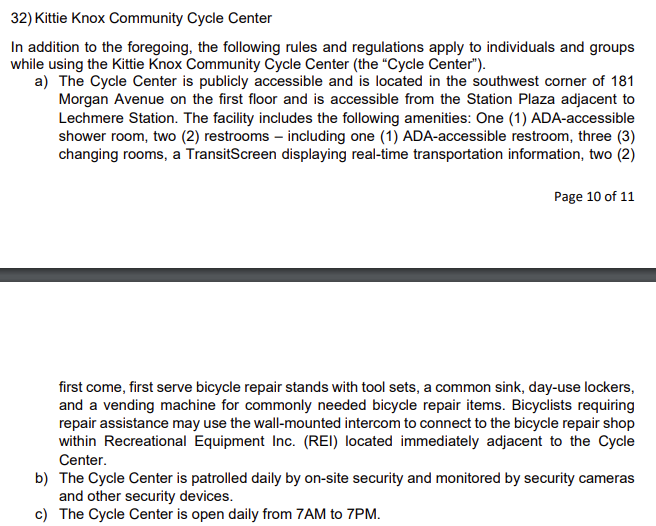 32) Kittie Knox Community Cycle Center
In addition to the foregoing, the following rules and regulations apply to individuals and groups
while using the Kittie Knox Community Cycle Center (the “Cycle Center”).
a) The Cycle Center is publicly accessible and is located in the southwest corner of 181
Morgan Avenue on the first floor and is accessible from the Station Plaza adjacent to
Lechmere Station. The facility includes the following amenities: One (1) ADA-accessible
shower room, two (2) restrooms – including one (1) ADA-accessible restroom, three (3)
changing rooms, a TransitScreen displaying real-time transportation information, two (2)
Page 10 of 11
first come, first serve bicycle repair stands with tool sets, a common sink, day-use lockers,
and a vending machine for commonly needed bicycle repair items. Bicyclists requiring
repair assistance may use the wall-mounted intercom to connect to the bicycle repair shop
within Recreational Equipment Inc. (REI) located immediately adjacent to the Cycle
Center.
b) The Cycle Center is patrolled daily by on-site security and monitored by security cameras
and other security devices.
c) The Cycle Center is open daily from 7AM to 7PM.